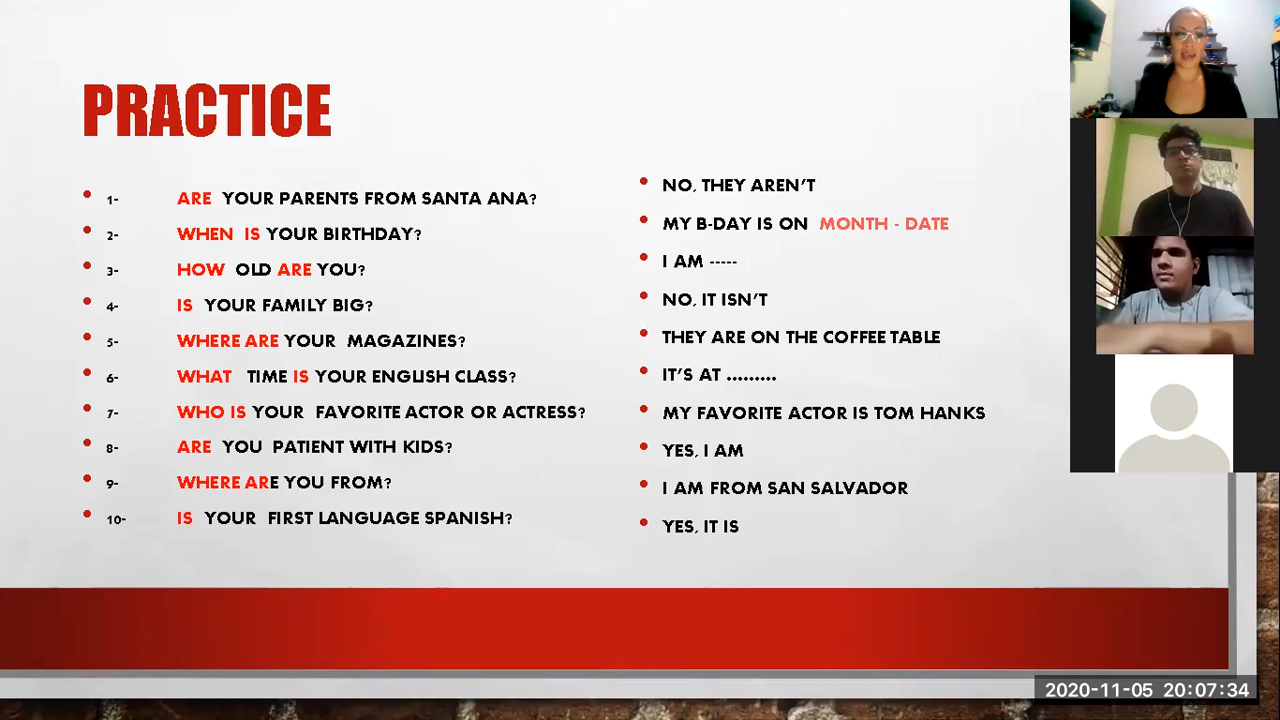 PRACTICE
1- ARE YOUR PARENTS FROM SANTA ANA?
2- WHEN IS YOUR BIRTHDAY?
3- HOW OLD ARE YOU?
4- IS YOUR FAMILY BIG?
5- WHERE ARE YOUR MAGAZINES?
6- WHAT TIME IS YOUR ENGLISH CLASS?
7- WHO IS YOUR FAVORITE ACTOR OR ACTRESS?
8- ARE YOU PATIENT WITH KIDS?
9- WHERE ARE YOU FROM?
10- IS YOUR FIRST LANGUAGE SPANISH?
NO, THEY AREN'T
MY B-DAY IS ON MONTH - DATE
I AM -----
NO, IT ISN'T
THEY ARE ON THE COFFEE TABLE
IT'S AT .........
MY FAVORITE ACTOR IS TOM HANKS
YES, I AM
I AM FROM SAN SALVADOR
YES, IT IS
2020-11-05 20:07:34